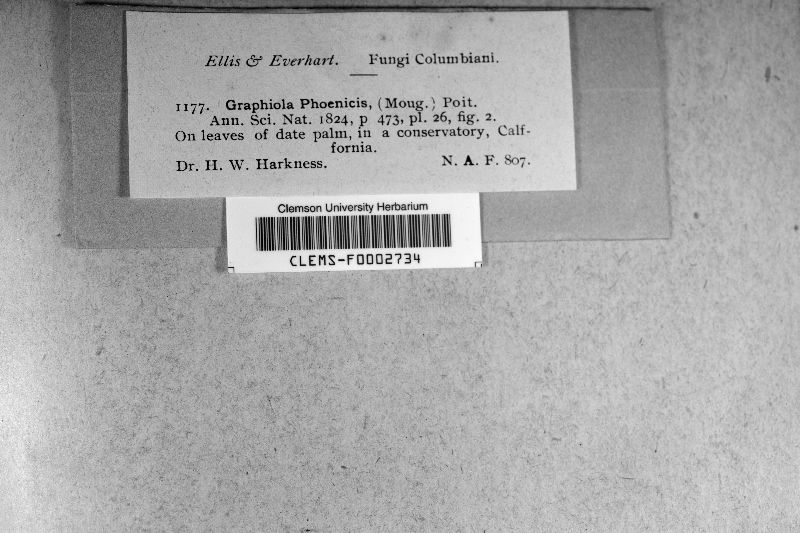 Ellis & Everhart. Fungi Columbiani.
1177. Graphiola Phoenicis, (Moug.) Poit.
Ann. Sci. Nat. 1824, p 473, pl. 26, fig. 2.
On leaves of date palm, in a conservatory, Calf-
fornia.
Dr. H. W. Harkness. N. A. F. 807.
Clemson University Herbarium
CLEMS-F0002734